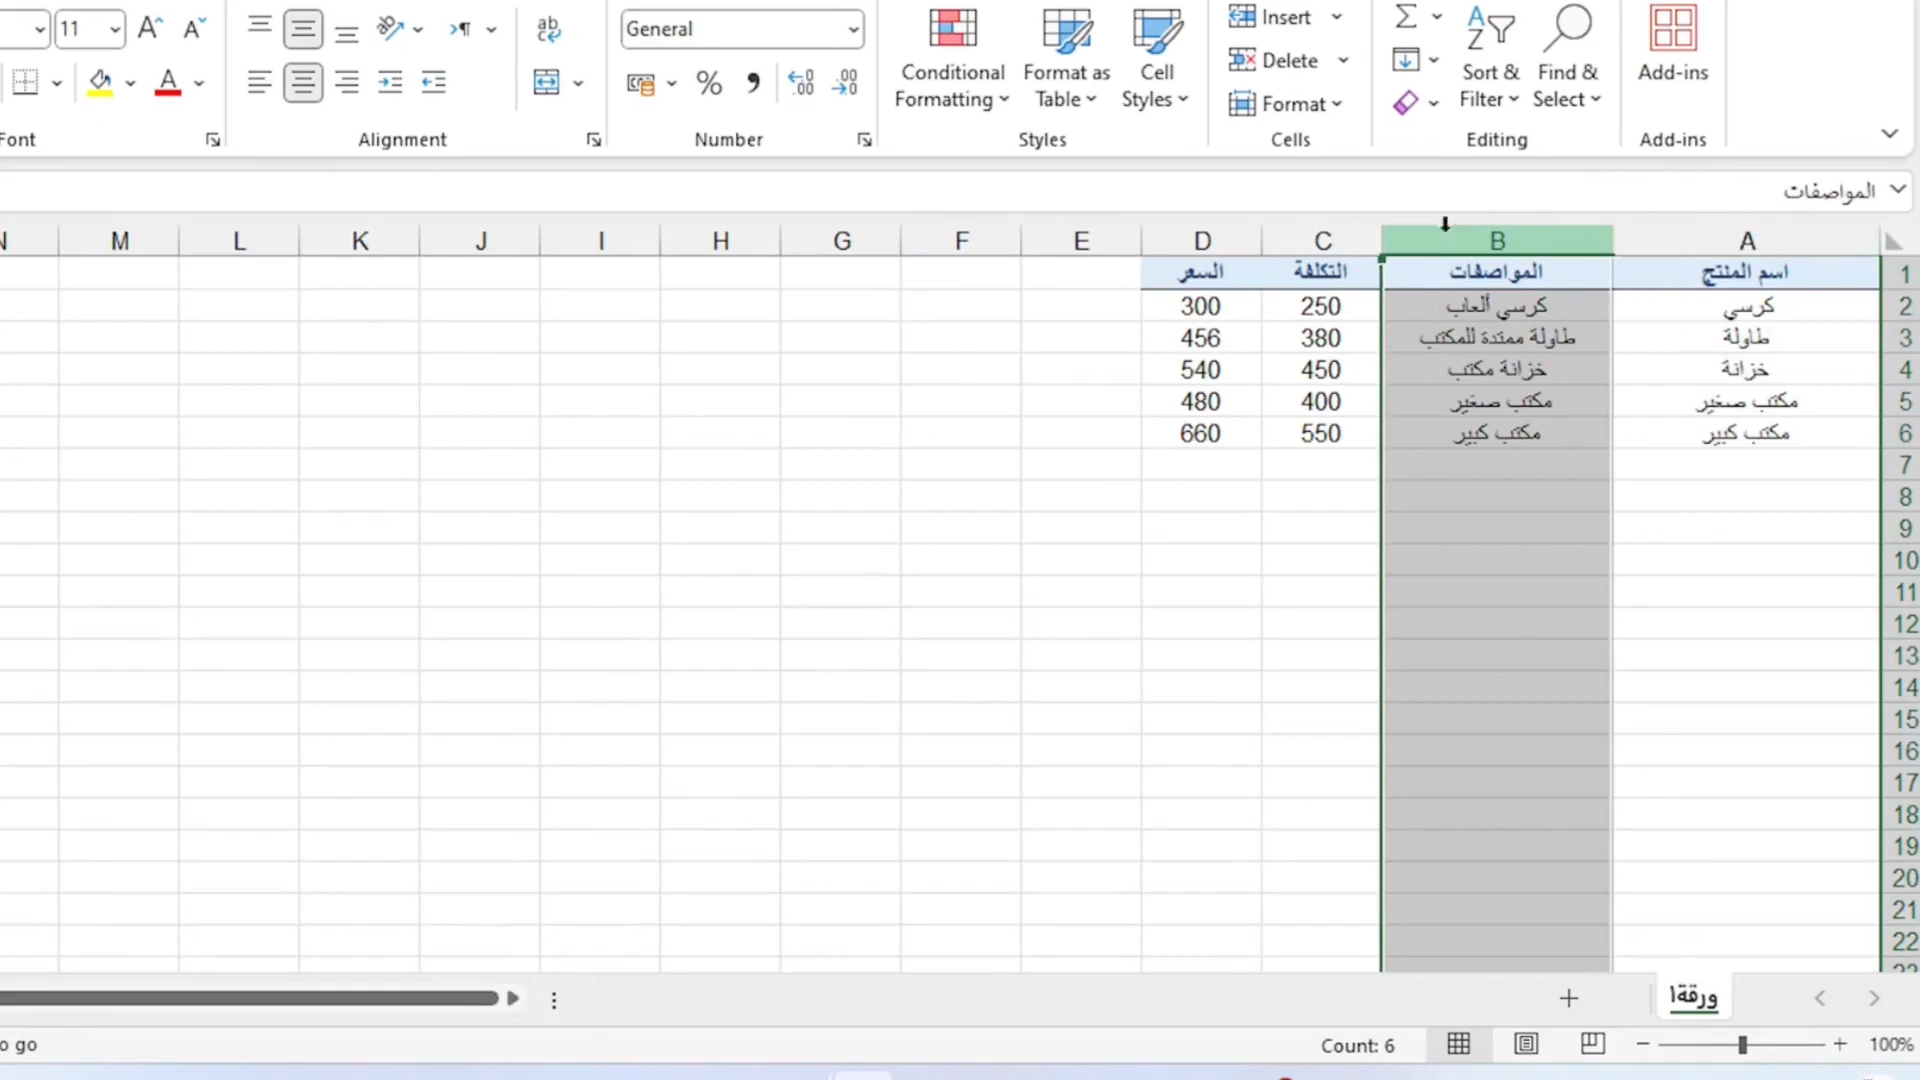 11
General
Conditional Formatting
Format as Table
Cell Styles
Insert
Delete
Format
Sort & Filter
Find & Select
Add-ins
Font
Alignment
Number
Styles
Cells
Editing
Add-ins
المواصفات
A B C D E F G H I J K L M N
1 اسم المنتج المواصفات التكلفة السعر
2 كرسي كرسي ألعاب 250 300
3 طاولة طاولة ممتدة للمكتب 380 456
4 خزانة خزانة مكتب 450 540
5 مكتب صغير مكتب صغير 400 480
6 مكتب كبير مكتب كبير 550 660
7
8
9
10
11
12
13
14
15
16
17
18
19
20
21
22
23
ورقة1
o go
Count: 6
100%